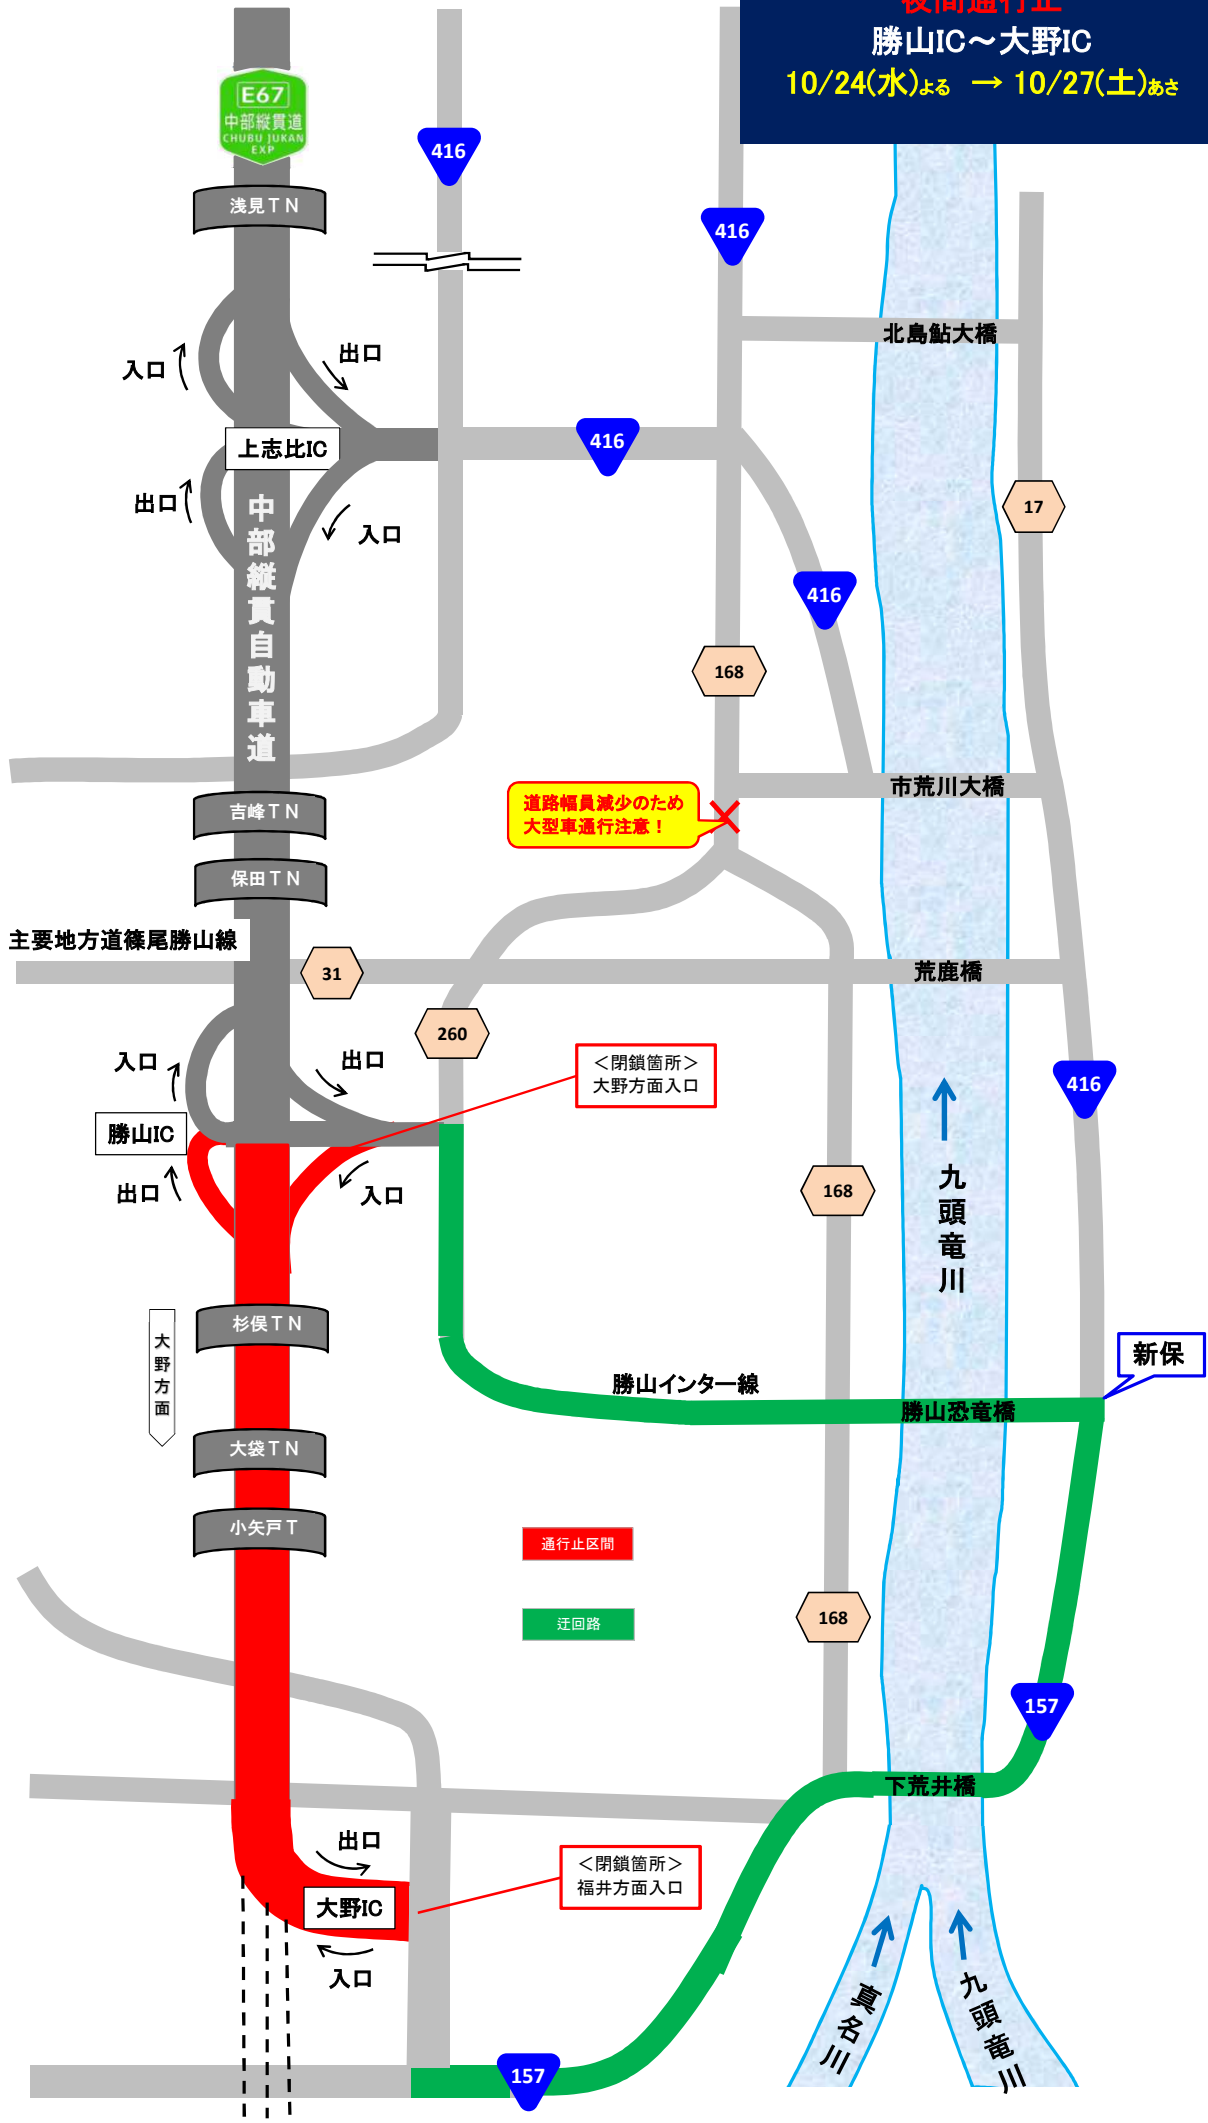 夜間通行止
勝山IC～大野IC
10/24(水)よる → 10/27(土)あさ
E67
中部縦貫道
CHUBU JUKAN
EXP
416
416
浅見ＴＮ
北島鮎大橋
入口
出口
上志比IC
416
出口
入口
17
中部縦貫自動車道
416
168
吉峰ＴＮ
道路幅員減少のため
大型車通行注意！
市荒川大橋
保田ＴＮ
主要地方道篠尾勝山線
31
荒鹿橋
260
入口
出口
＜閉鎖箇所＞
大野方面入口
416
勝山IC
出口
入口
168
九頭竜川
杉俣ＴＮ
大野方面
新保
勝山インター線
勝山恐竜橋
大袋ＴＮ
小矢戸Ｔ
通行止区間
迂回路
168
157
下荒井橋
出口
＜閉鎖箇所＞
福井方面入口
大野IC
入口
真名川
九頭竜川
157